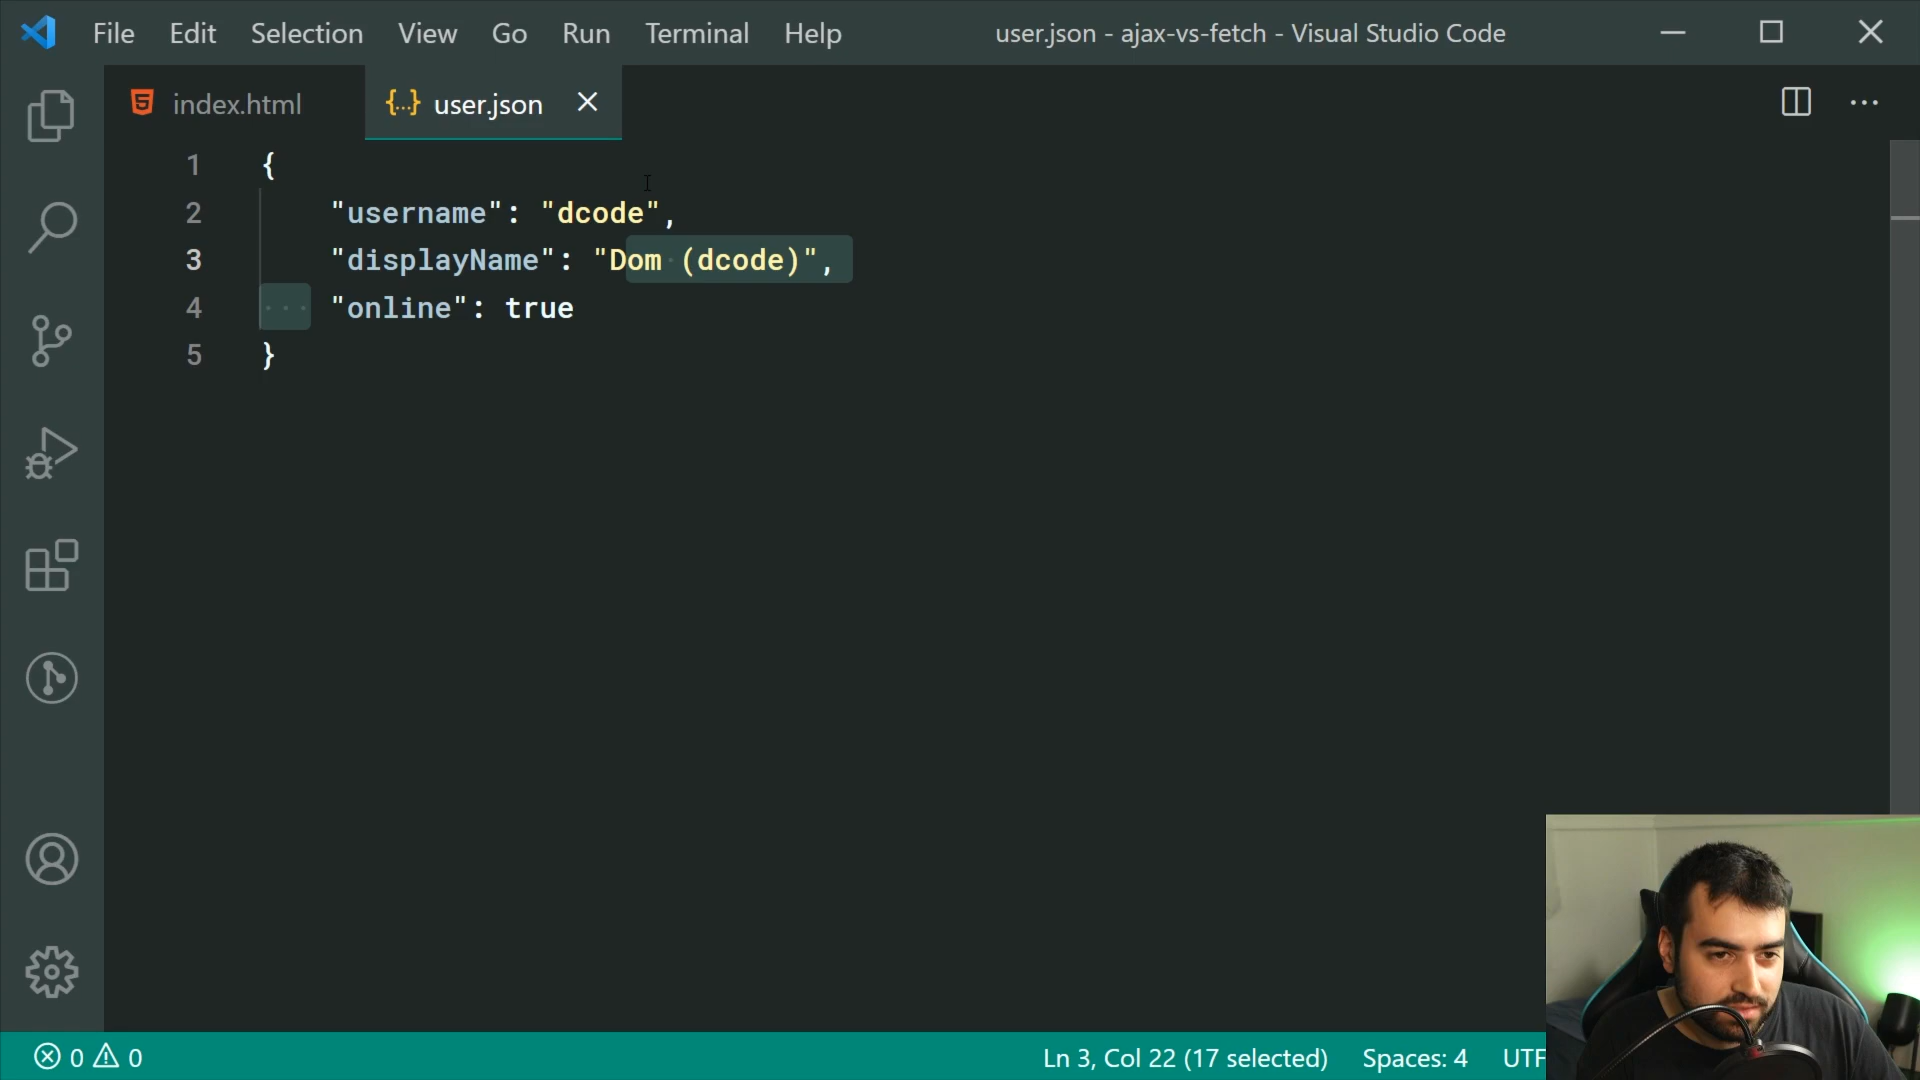 File Edit Selection View Go Run Terminal Help user.json - ajax-vs-fetch - Visual Studio Code
index.html {...} user.json
1 {
2 "username": "dcode",
3 "displayName": "Dom (dcode)",
4 "online": true
5 }
0 0 Ln 3, Col 22 (17 selected) Spaces: 4 UTF